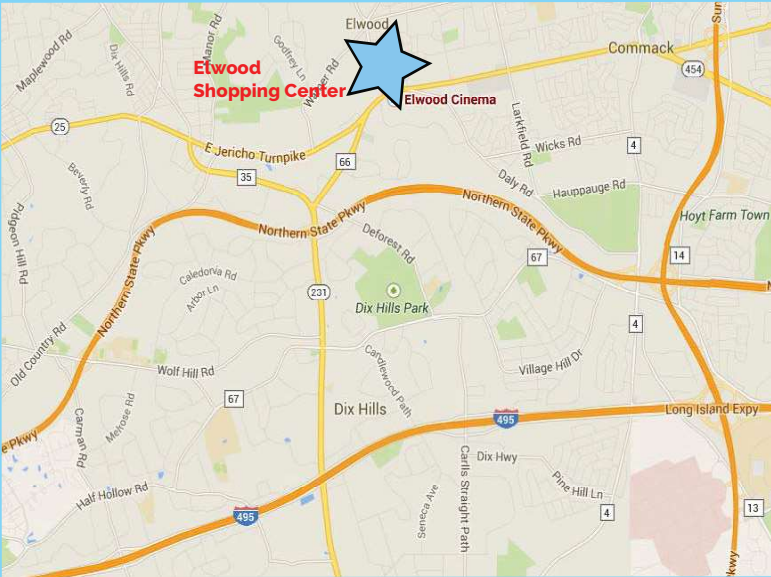 Elwood
Maplewood Rd
Dix Hills Rd
Manor Rd
Godfrey Ln
Elwood
Shopping Center
Elwood Cinema
Commack
454
25
E Jericho Turnpike
66
35
Larkfield Rd
Wicks Rd
4
Daly Rd
Hauppauge Rd
Beverly Rd
Pidgeon Hill Rd
Northern State Pkwy
Northern State Pkwy
Northern State Pkwy
Hoyt Farm Town
14
67
Deforest Rd
Caledonia Rd
Arbor Ln
231
Dix Hills Park
4
Old Country Rd
Wolf Hill Rd
67
Candlewood Path
Village Hill Dr
Dix Hills
495
Long Island Expy
e Pkwy
Carman Rd
Melrose Rd
Half Hollow Rd
495
Seneca Ave
Carlls Straight Path
Dix Hwy
Pine Hill Ln
4
13
kwy